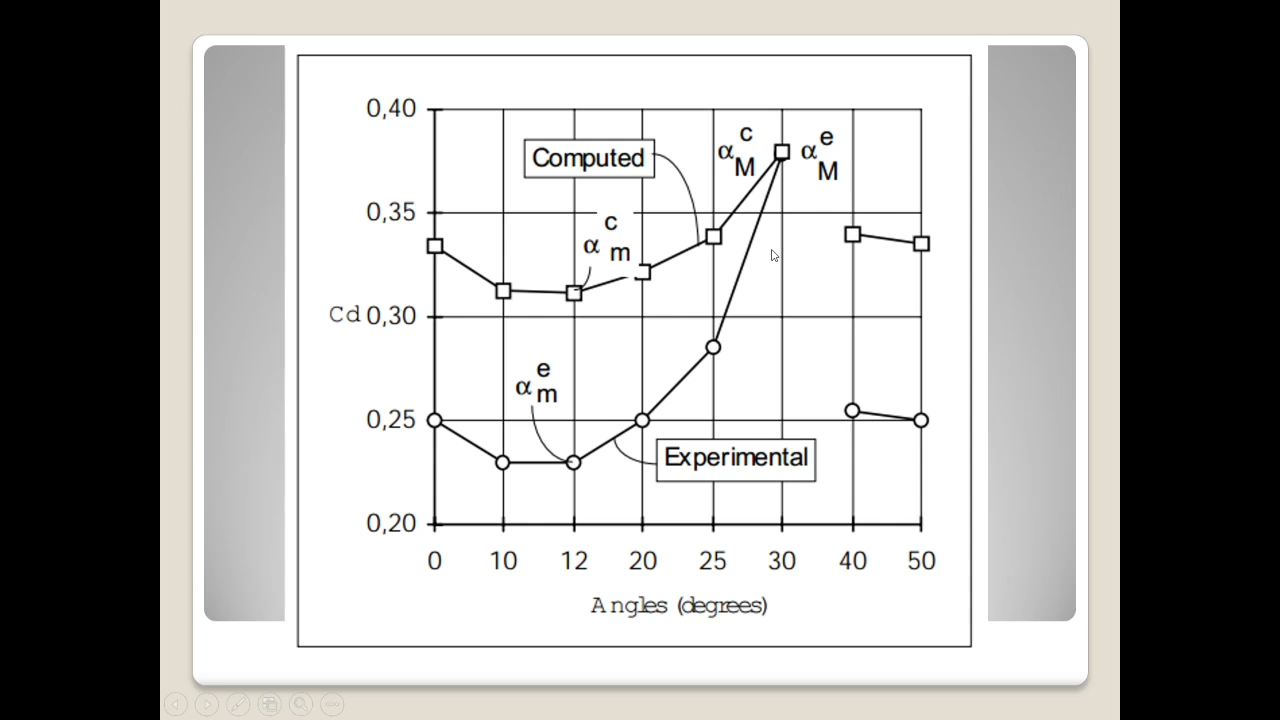 0,40
Computed
α c M
α e M
0,35
α c m
Cd 0,30
α e m
0,25
Experimental
0,20
0 10 12 20 25 30 40 50
Angles (degrees)